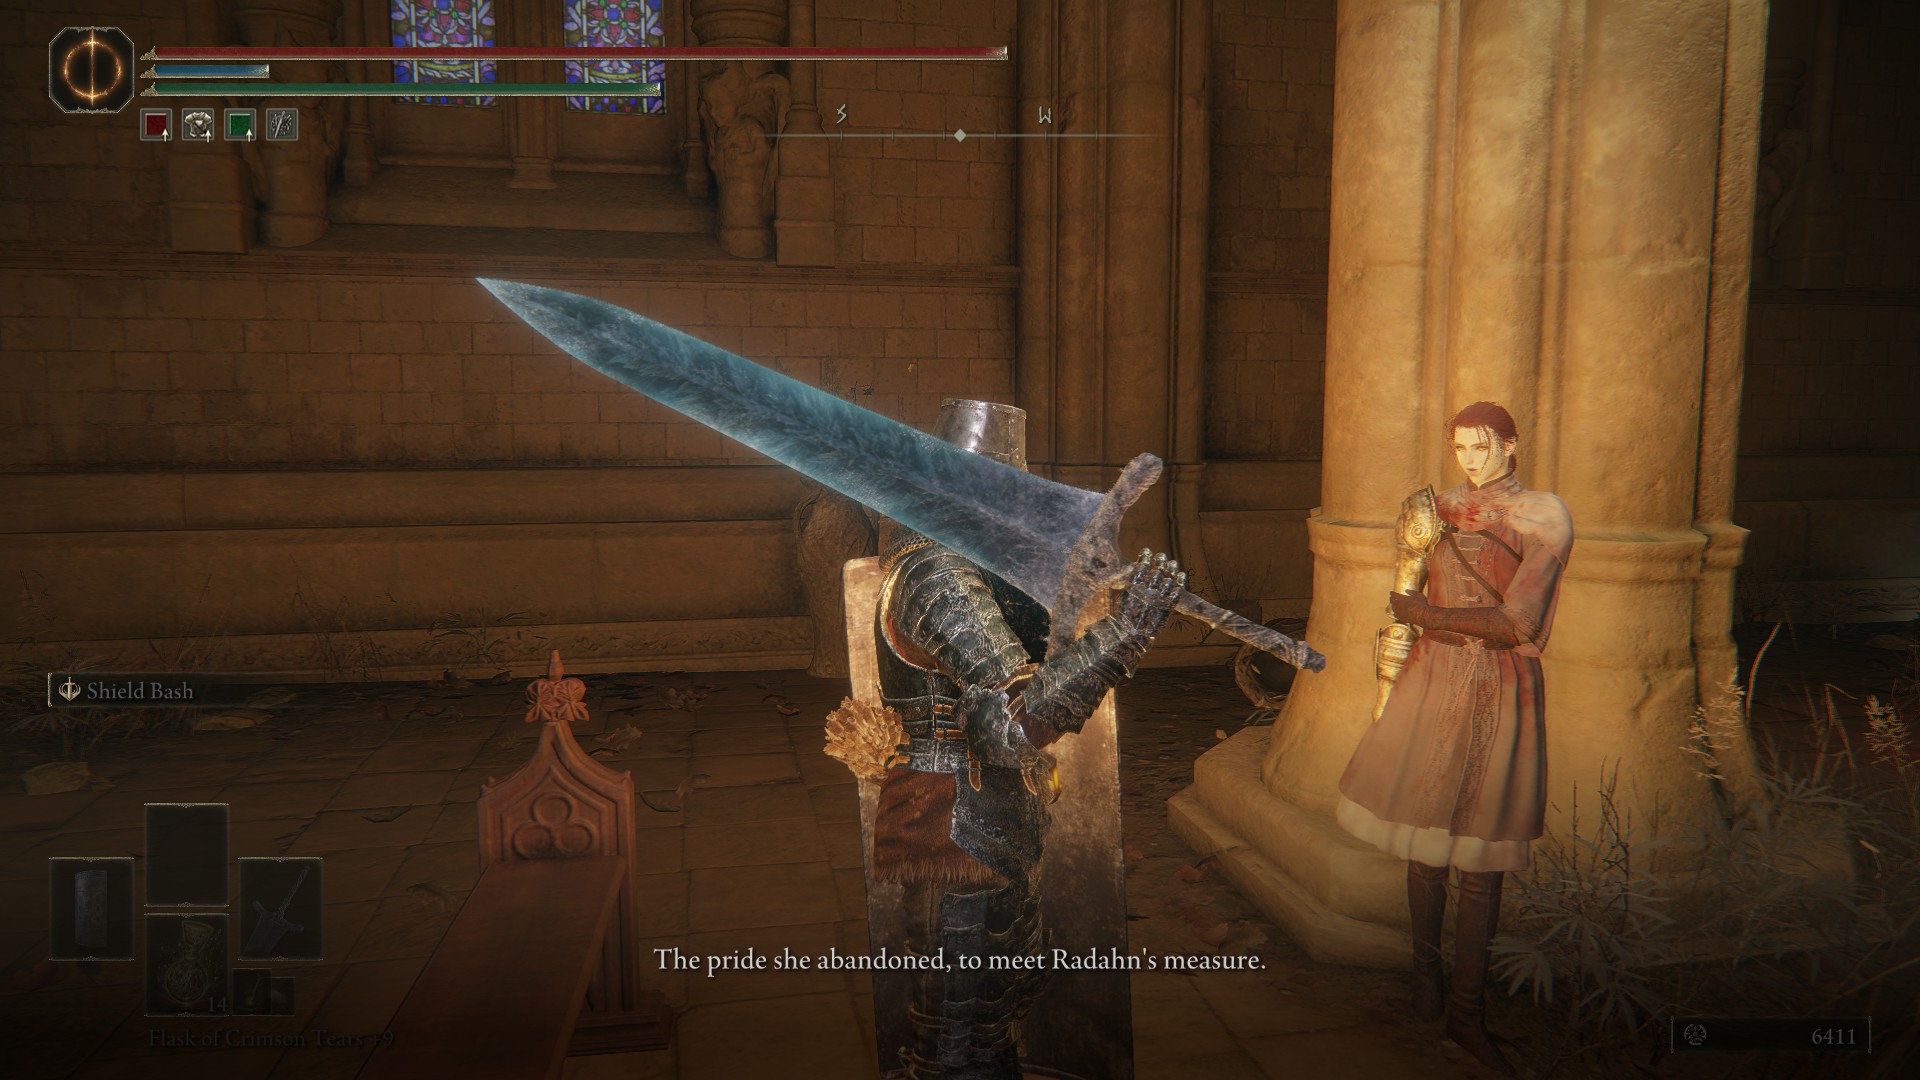 S W
Shield Bash
The pride she abandoned, to meet Radahn's measure.
14
Flask of Crimson Tears +9
6411